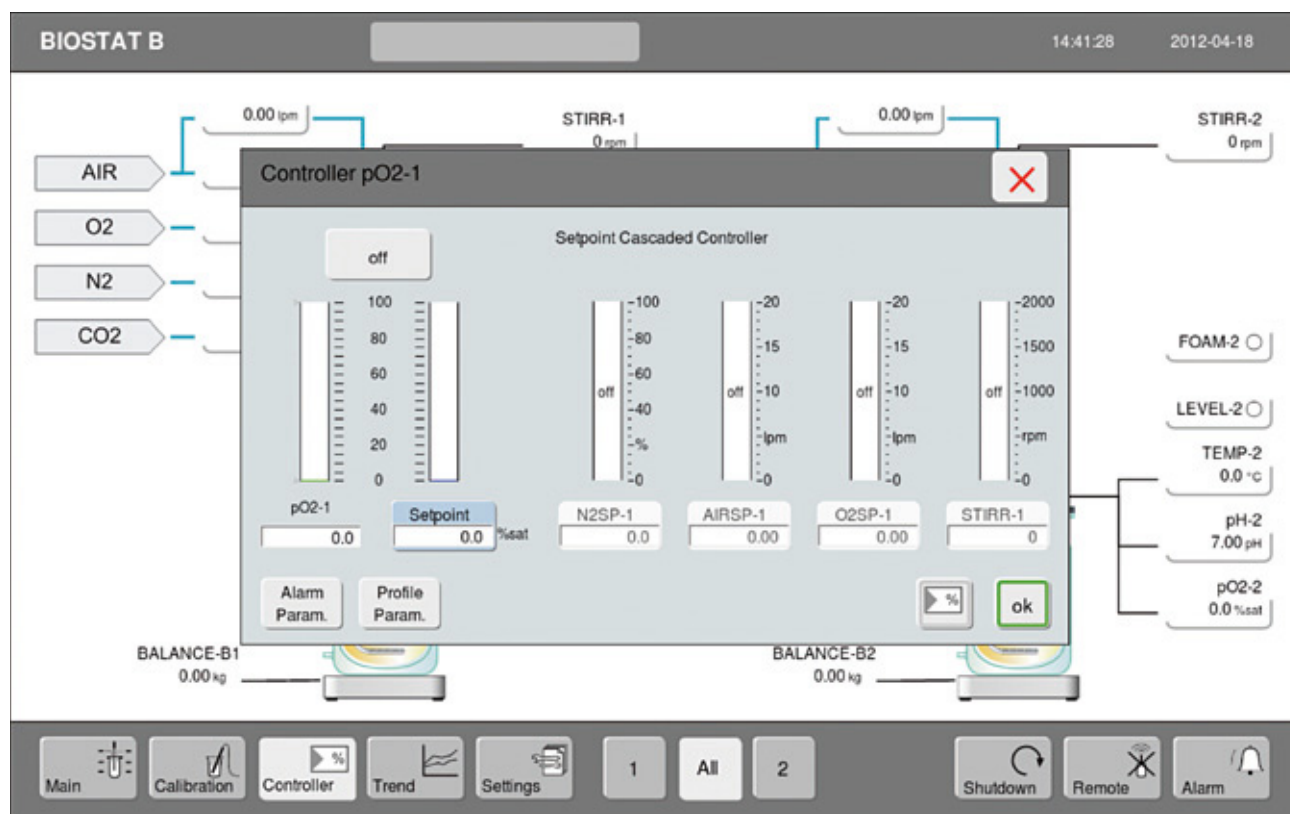 BIOSTAT B
14:41:28 2012-04-18
0.00 lpm
STIRR-1
0 rpm
0.00 lpm
STIRR-2
0 rpm
AIR
O2
N2
CO2
Controller pO2-1
off
Setpoint Cascaded Controller
100
80
60
40
20
0
off
-100
-80
-60
-40
-%
-0
off
-20
-15
-10
-lpm
-0
off
-20
-15
-10
-lpm
-0
off
-2000
-1500
-1000
-rpm
-0
pO2-1
0.0
Setpoint
0.0 %sat
N2SP-1
0.0
AIRSP-1
0.00
O2SP-1
0.00
STIRR-1
0
Alarm
Param.
Profile
Param.
%
ok
FOAM-2
LEVEL-2
TEMP-2
0.0 °C
pH-2
7.00 pH
pO2-2
0.0 %sat
BALANCE-B1
0.00 kg
BALANCE-B2
0.00 kg
Main
Calibration
%
Controller
Trend
Settings
1
All
2
Shutdown
Remote
Alarm